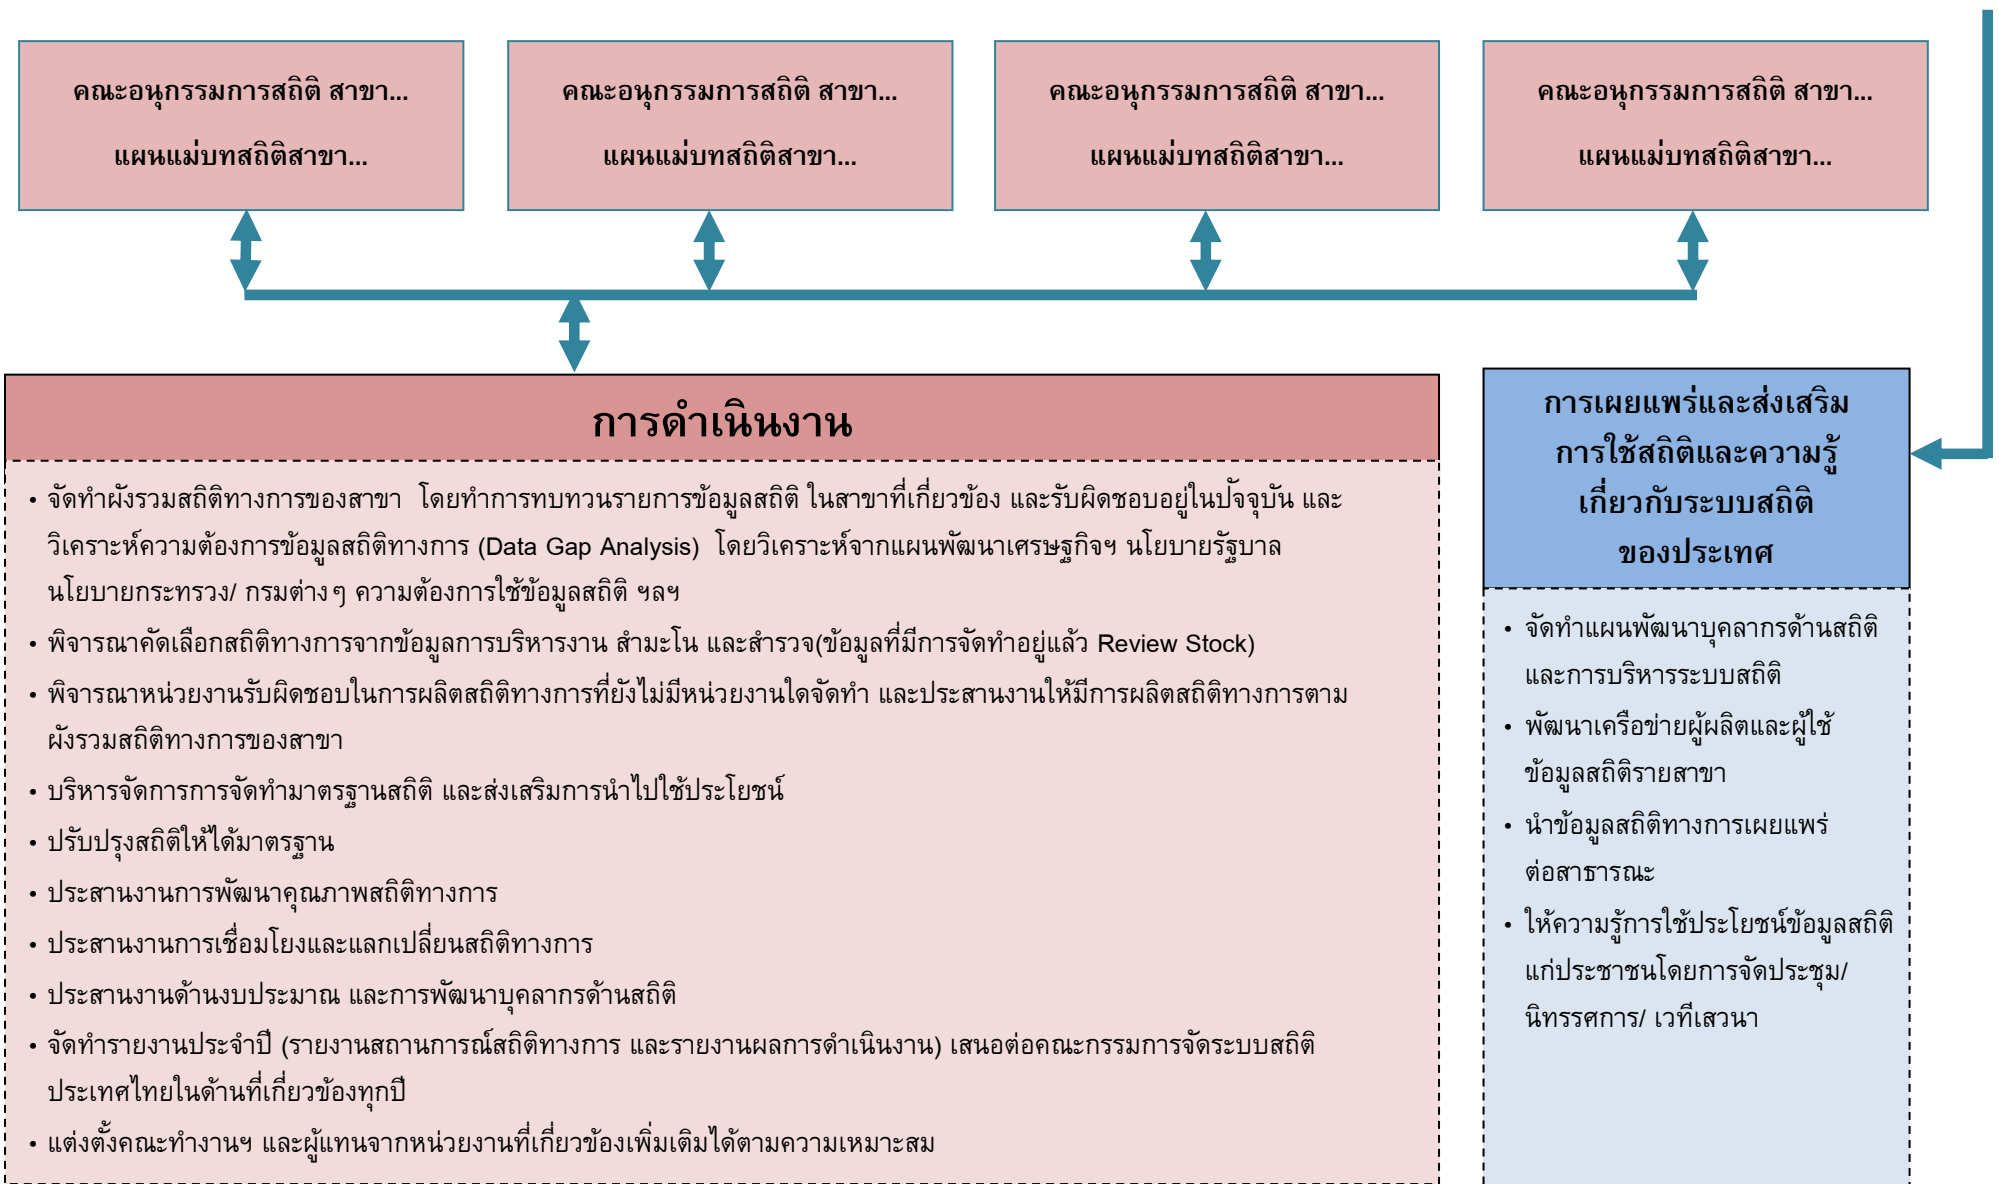 คณะอนุกรรมการสถิติ สาขา...
แผนแม่บทสถิติสาขา...
คณะอนุกรรมการสถิติ สาขา...
แผนแม่บทสถิติสาขา...
คณะอนุกรรมการสถิติ สาขา...
แผนแม่บทสถิติสาขา...
คณะอนุกรรมการสถิติ สาขา...
แผนแม่บทสถิติสาขา...
การดำเนินงาน
• จัดทำผังรวมสถิติทางการของสาขา โดยทำการทบทวนรายการข้อมูลสถิติ ในสาขาที่เกี่ยวข้อง และรับผิดชอบอยู่ในปัจจุบัน และ
วิเคราะห์ความต้องการข้อมูลสถิติทางการ (Data Gap Analysis) โดยวิเคราะห์จากแผนพัฒนาเศรษฐกิจฯ นโยบายรัฐบาล
นโยบายกระทรวง/ กรมต่างๆ ความต้องการใช้ข้อมูลสถิติ ฯลฯ
• พิจารณาคัดเลือกสถิติทางการจากข้อมูลการบริหารงาน สำมะโน และสำรวจ(ข้อมูลที่มีการจัดทำอยู่แล้ว Review Stock)
• พิจารณาหน่วยงานรับผิดชอบในการผลิตสถิติทางการที่ยังไม่มีหน่วยงานใดจัดทำ และประสานงานให้มีการผลิตสถิติทางการตาม
ผังรวมสถิติทางการของสาขา
• บริหารจัดการการจัดทำมาตรฐานสถิติ และส่งเสริมการนำไปใช้ประโยชน์
• ปรับปรุงสถิติให้ได้มาตรฐาน
• ประสานงานการพัฒนาคุณภาพสถิติทางการ
• ประสานงานการเชื่อมโยงและแลกเปลี่ยนสถิติทางการ
• ประสานงานด้านงบประมาณ และการพัฒนาบุคลากรด้านสถิติ
• จัดทำรายงานประจำปี (รายงานสถานการณ์สถิติทางการ และรายงานผลการดำเนินงาน) เสนอต่อคณะกรรมการจัดระบบสถิติ
ประเทศไทยในด้านที่เกี่ยวข้องทุกปี
• แต่งตั้งคณะทำงานฯ และผู้แทนจากหน่วยงานที่เกี่ยวข้องเพิ่มเติมได้ตามความเหมาะสม
การเผยแพร่และส่งเสริม
การใช้สถิติและความรู้
เกี่ยวกับระบบสถิติ
ของประเทศ
• จัดทำแผนพัฒนาบุคลากรด้านสถิติ
และการบริหารระบบสถิติ
• พัฒนาเครือข่ายผู้ผลิตและผู้ใช้
ข้อมูลสถิติรายสาขา
• นำข้อมูลสถิติทางการเผยแพร่
ต่อสาธารณะ
• ให้ความรู้การใช้ประโยชน์ข้อมูลสถิติ
แก่ประชาชนโดยการจัดประชุม/
นิทรรศการ/ เวทีเสวนา